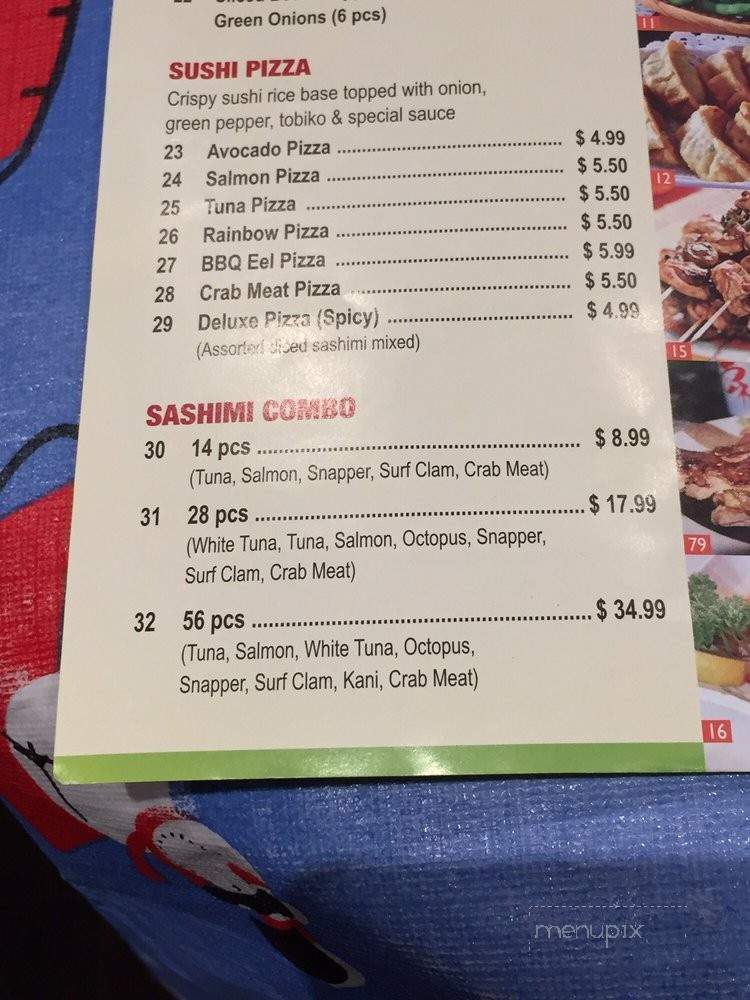 Green Onions (6 pcs)
SUSHI PIZZA
Crispy sushi rice base topped with onion,
green pepper, tobiko & special sauce
23 Avocado Pizza ................................................ $ 4.99
24 Salmon Pizza ................................................ $ 5.50
25 Tuna Pizza ................................................ $ 5.50
26 Rainbow Pizza ................................................ $ 5.50
27 BBQ Eel Pizza ................................................ $ 5.99
28 Crab Meat Pizza ................................................ $ 5.50
29 Deluxe Pizza (Spicy) ........................................ $ 4.99
(Assorted diced sashimi mixed)
SASHIMI COMBO
30 14 pcs ................................................ $ 8.99
(Tuna, Salmon, Snapper, Surf Clam, Crab Meat)
31 28 pcs ................................................ $ 17.99
(White Tuna, Tuna, Salmon, Octopus, Snapper,
Surf Clam, Crab Meat)
32 56 pcs ................................................ $ 34.99
(Tuna, Salmon, White Tuna, Octopus,
Snapper, Surf Clam, Kani, Crab Meat)
11
12
15
79
16
menupix